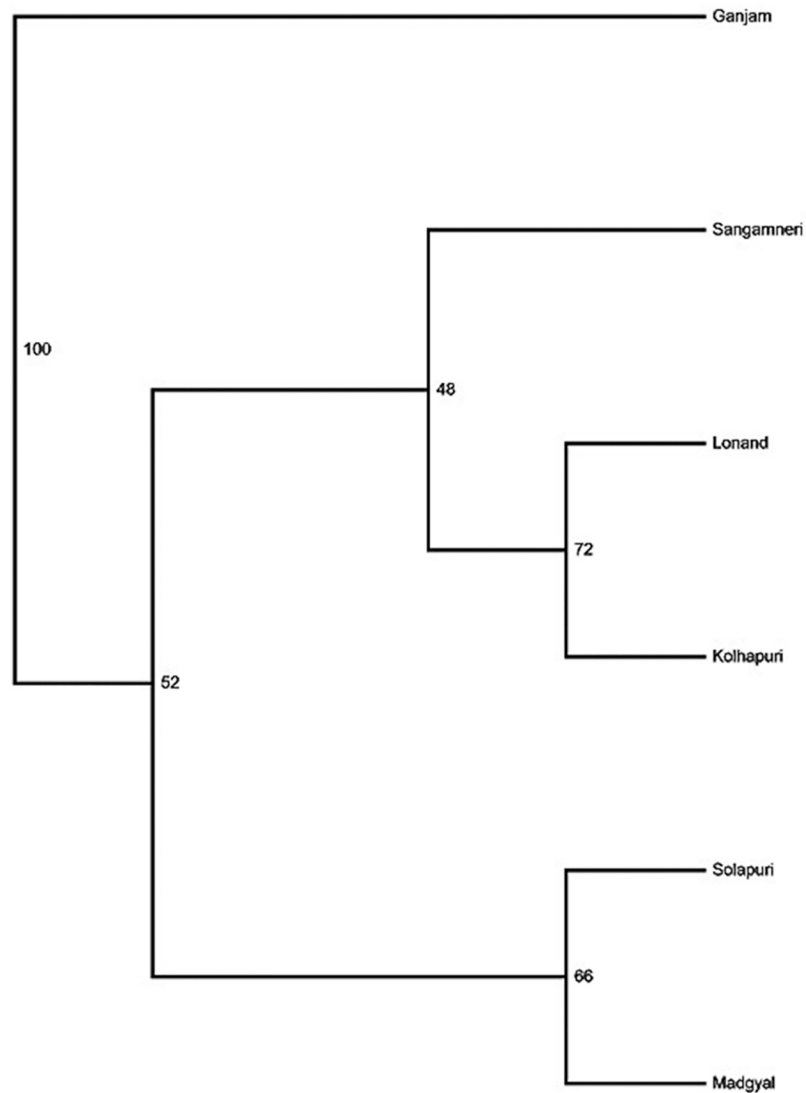 Ganjam
Sangamneri
100
48
Lonand
72
Kolhapuri
52
Solapuri
66
Madgyal